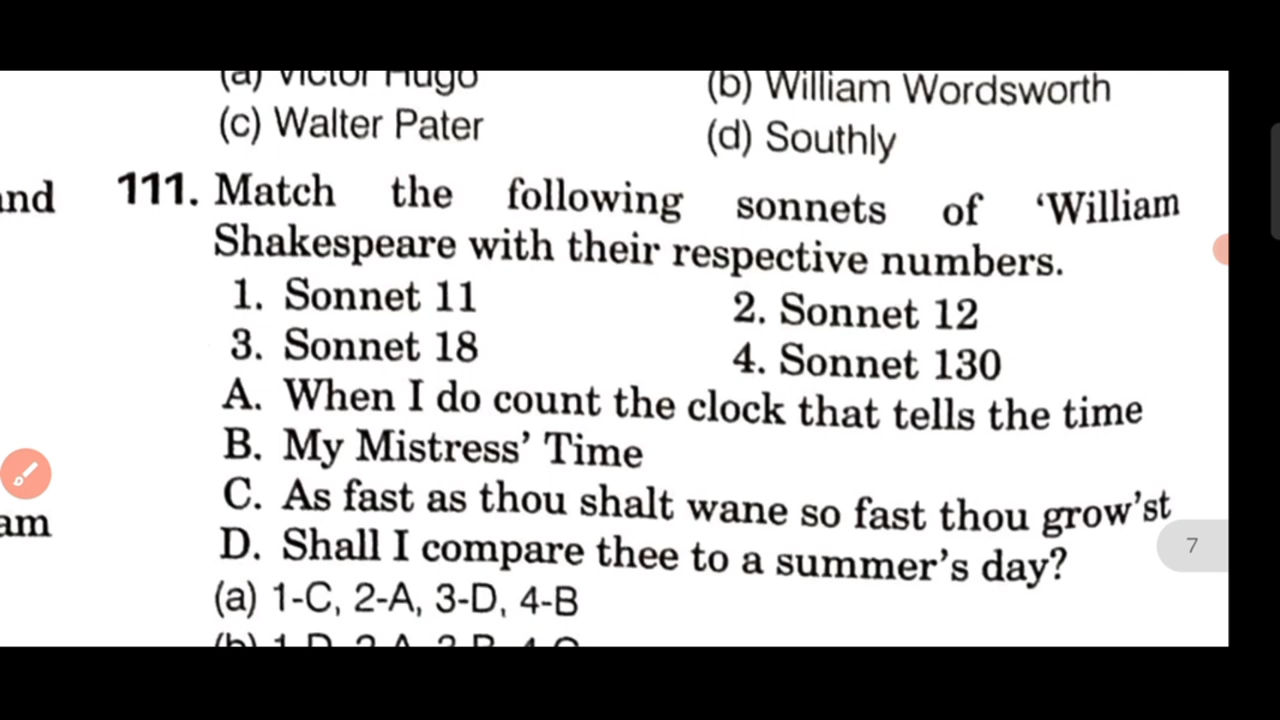 (a) Victor Hugo (b) William Wordsworth
(c) Walter Pater (d) Southly
and
111. Match the following sonnets of ‘William
Shakespeare with their respective numbers.
1. Sonnet 11 2. Sonnet 12
3. Sonnet 18 4. Sonnet 130
A. When I do count the clock that tells the time
B. My Mistress’ Time
C. As fast as thou shalt wane so fast thou grow’st
am
D. Shall I compare thee to a summer’s day?
7
(a) 1-C, 2-A, 3-D, 4-B